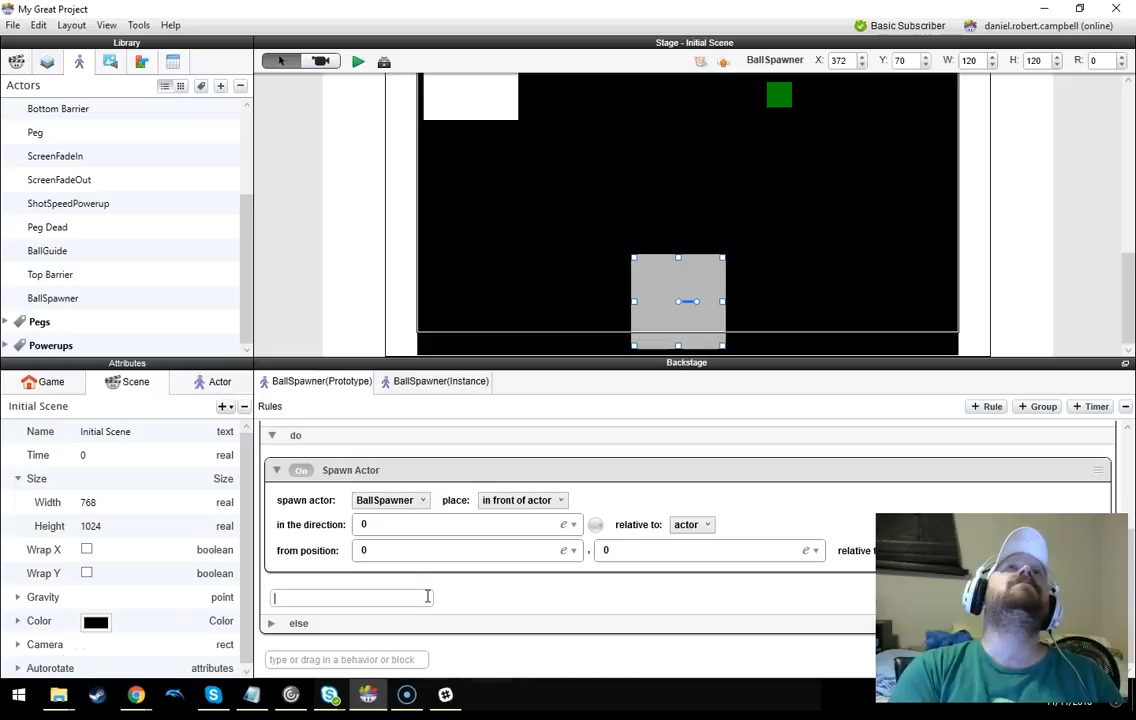 My Great Project
File Edit Layout View Tools Help
Basic Subscriber daniel.robert.campbell (online)
Library
Stage - Initial Scene
BallSpawner X: 372 Y: 70 W: 120 H: 120 R: 0
Actors
Bottom Barrier
Peg
ScreenFadeIn
ScreenFadeOut
ShotSpeedPowerup
Peg Dead
BallGuide
Top Barrier
BallSpawner
Pegs
Powerups
Attributes
Backstage
Game Scene Actor
BallSpawner(Prototype) BallSpawner(Instance)
Initial Scene
Rules + Rule + Group + Timer
Name Initial Scene text
Time 0 real
Size Size
Width 768 real
Height 1024 real
Wrap X boolean
Wrap Y boolean
Gravity point
Color Color
Camera rect
Autorotate attributes
do
On Spawn Actor
spawn actor: BallSpawner place: in front of actor
in the direction: 0 e relative to: actor
from position: 0 e , 0 e
else
type or drag in a behavior or block